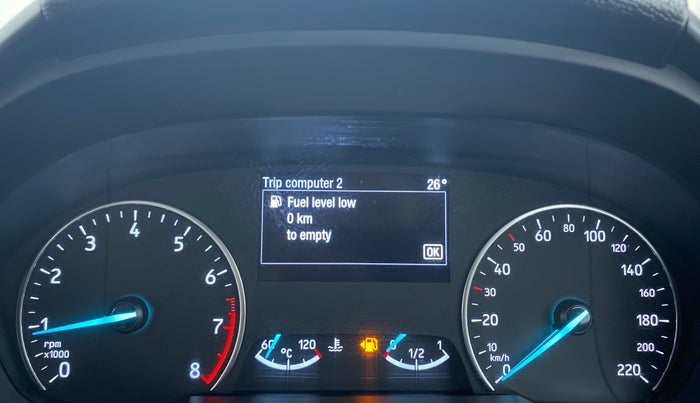 Trip computer 2 26°
Fuel level low
0 km
to empty
OK
0 1 2 3 4 5 6 7 8
rpm
x1000
60 120
°C
0 1/2 1
0 10 20 30 40 50 60 80 100 120 140 160 180 200 220
km/h